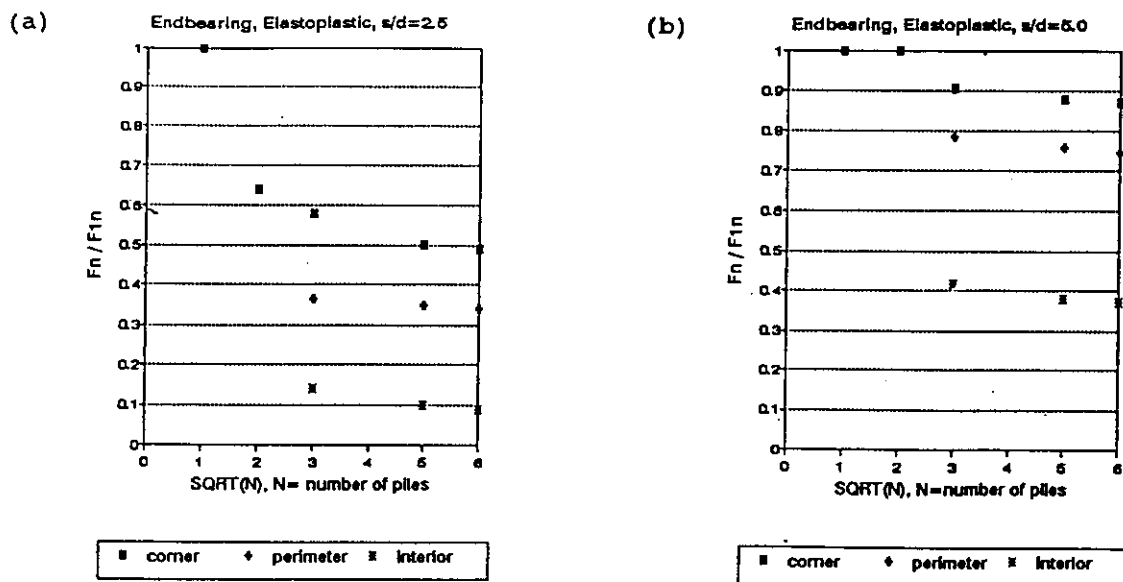 (a)
Endbearing, Elastoplastic, s/d=2.5
Fn / F1n
1
0.9
0.8
0.7
0.6
0.5
0.4
0.3
0.2
0.1
0
0 1 2 3 4 5 6
SQRT(N), N= number of piles
■ corner ♦ perimeter ✱ interior
(b)
Endbearing, Elastoplastic, s/d=5.0
Fn / F1n
1
0.9
0.8
0.7
0.6
0.5
0.4
0.3
0.2
0.1
0 1 2 3 4 5 6
SQRT(N), N=number of piles
■ corner ♦ perimeter ✱ interior